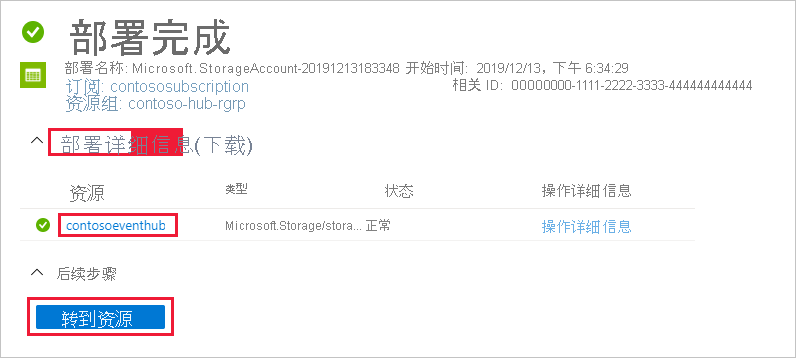 部署完成
部署名称: Microsoft.StorageAccount-20191213183348 开始时间: 2019/12/13, 下午 6:34:29
订阅: contososubscription 相关 ID: 00000000-1111-2222-3333-444444444444
资源组: contoso-hub-rgrp
部署详细信息(下载)
资源 类型 状态 操作详细信息
contosoeventhub Microsoft.Storage/stora... 正常 操作详细信息
后续步骤
转到资源